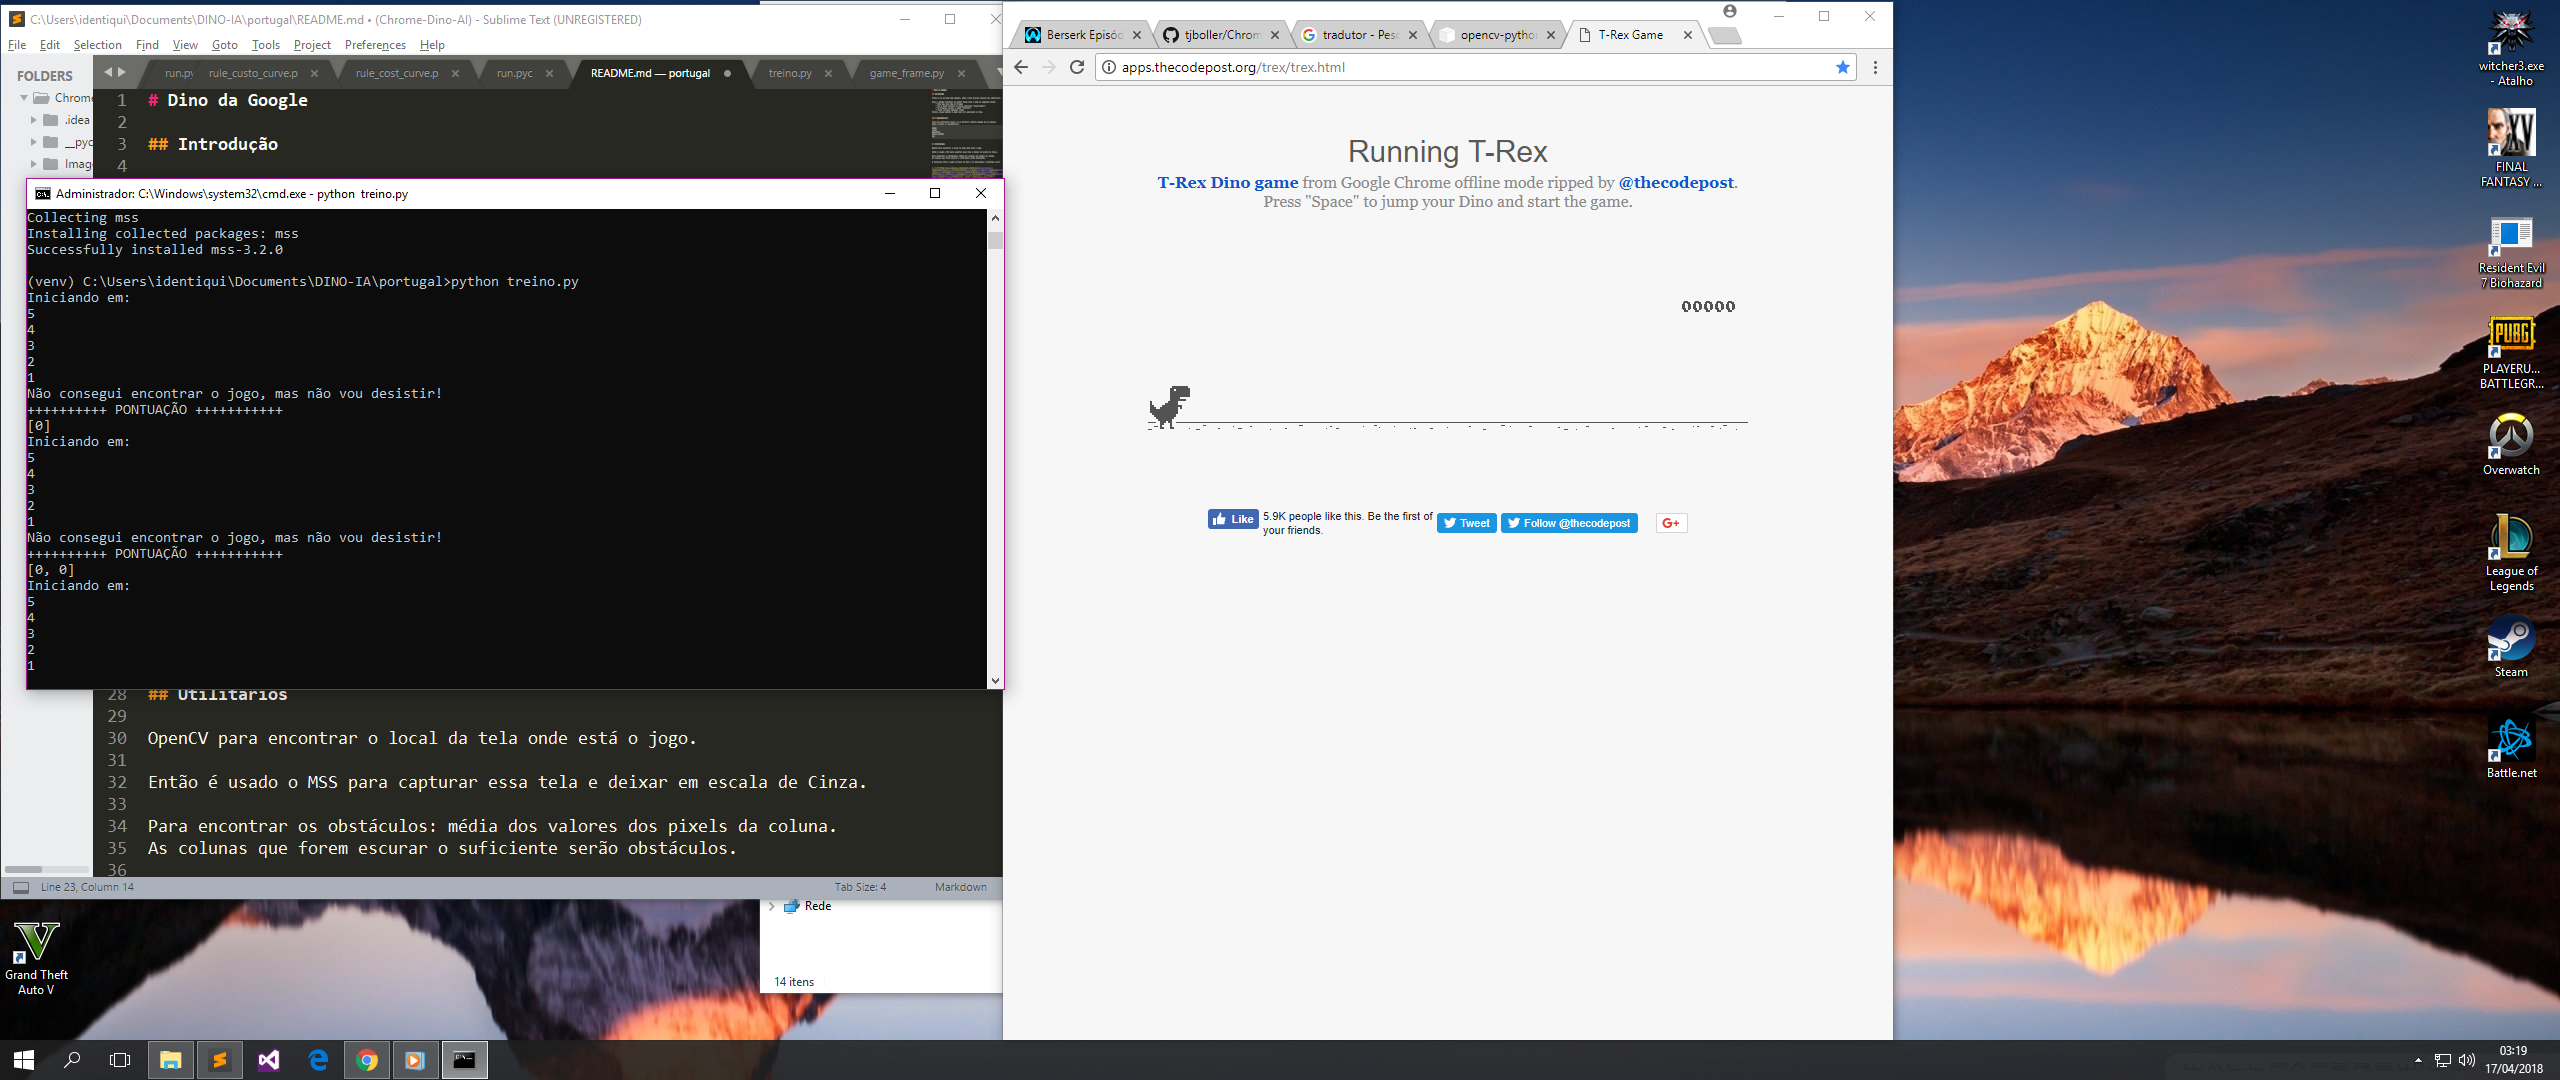 C:\Users\identiqui\Documents\DINO-IA\portugal\README.md • (Chrome-Dino-AI) - Sublime Text (UNREGISTERED)
File Edit Selection Find View Goto Tools Project Preferences Help
FOLDERS
Chrome
.idea
__pyc
Imag
run.py rule_custo_curve.p rule_cost_curve.p run.pyc README.md — portugal treino.py game_frame.py
1 # Dino da Google
2
3 ## Introdução
4
Administrador: C:\Windows\system32\cmd.exe - python treino.py
Collecting mss
Installing collected packages: mss
Successfully installed mss-3.2.0
(venv) C:\Users\identiqui\Documents\DINO-IA\portugal>python treino.py
Iniciando em:
5
4
3
2
1
Não consegui encontrar o jogo, mas não vou desistir!
++++++++++ PONTUAÇÃO +++++++++++
[0]
Iniciando em:
5
4
3
2
1
Não consegui encontrar o jogo, mas não vou desistir!
++++++++++ PONTUAÇÃO +++++++++++
[0, 0]
Iniciando em:
5
4
3
2
1
28 ## Utilitários
29
30 OpenCV para encontrar o local da tela onde está o jogo.
31
32 Então é usado o MSS para capturar essa tela e deixar em escala de Cinza.
33
34 Para encontrar os obstáculos: média dos valores dos pixels da coluna.
35 As colunas que forem escurar o suficiente serão obstáculos.
36
Line 23, Column 14 Tab Size: 4 Markdown
Rede
14 itens
Grand Theft
Auto V
Berserk Episód tjboller/Chrom tradutor - Pesq opencv-python T-Rex Game
apps.thecodepost.org/trex/trex.html
Running T-Rex
T-Rex Dino game from Google Chrome offline mode ripped by @thecodepost.
Press "Space" to jump your Dino and start the game.
00000
Like 5.9K people like this. Be the first of
your friends.
Tweet Follow @thecodepost G+
witcher3.exe
- Atalho
XV
FINAL
FANTASY ...
Resident Evil
7 Biohazard
PUBG
PLAYERU...
BATTLEGR...
Overwatch
League of
Legends
Steam
Battle.net
03:19
17/04/2018